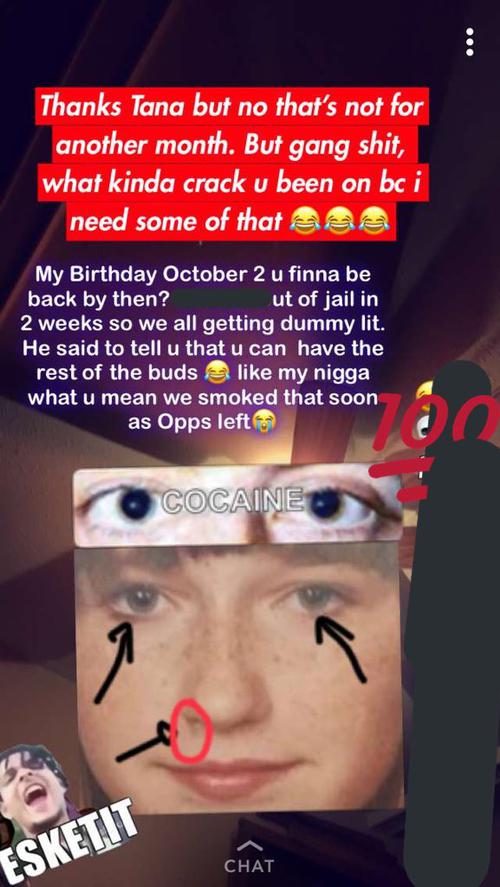 Thanks Tana but no that's not for
another month. But gang shit,
what kinda crack u been on bc i
need some of that 😂😂😂
My Birthday October 2 u finna be
back by then? ut of jail in
2 weeks so we all getting dummy lit.
He said to tell u that u can have the
rest of the buds 😂 like my nigga
what u mean we smoked that soon
as Opps left😭
100
COCAINE
ESKETIT
CHAT